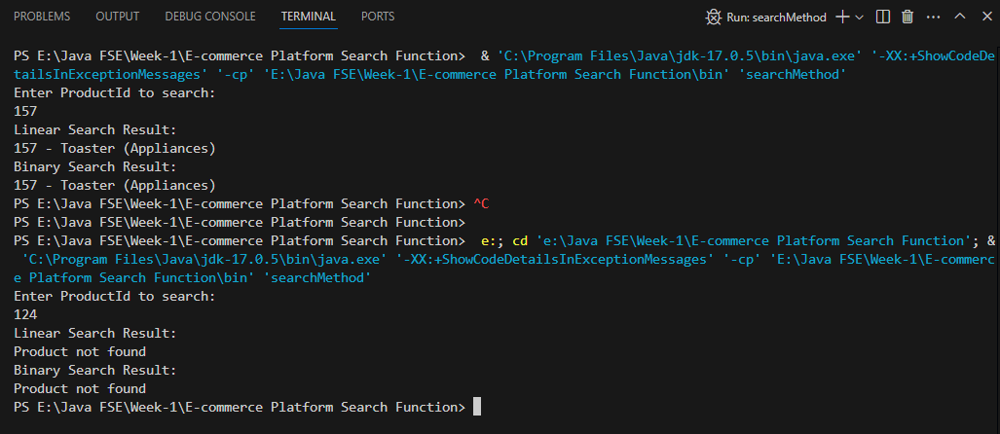 PROBLEMS OUTPUT DEBUG CONSOLE TERMINAL PORTS Run: searchMethod
PS E:\Java FSE\Week-1\E-commerce Platform Search Function>  & 'C:\Program Files\Java\jdk-17.0.5\bin\java.exe' '-XX:+ShowCodeDe
tailsInExceptionMessages' '-cp' 'E:\Java FSE\Week-1\E-commerce Platform Search Function\bin' 'searchMethod'
Enter ProductId to search:
157
Linear Search Result:
157 - Toaster (Appliances)
Binary Search Result:
157 - Toaster (Appliances)
PS E:\Java FSE\Week-1\E-commerce Platform Search Function> ^C
PS E:\Java FSE\Week-1\E-commerce Platform Search Function>
PS E:\Java FSE\Week-1\E-commerce Platform Search Function>  e:; cd 'e:\Java FSE\Week-1\E-commerce Platform Search Function'; &
 'C:\Program Files\Java\jdk-17.0.5\bin\java.exe' '-XX:+ShowCodeDetailsInExceptionMessages' '-cp' 'E:\Java FSE\Week-1\E-commerc
e Platform Search Function\bin' 'searchMethod'
Enter ProductId to search:
124
Linear Search Result:
Product not found
Binary Search Result:
Product not found
PS E:\Java FSE\Week-1\E-commerce Platform Search Function>